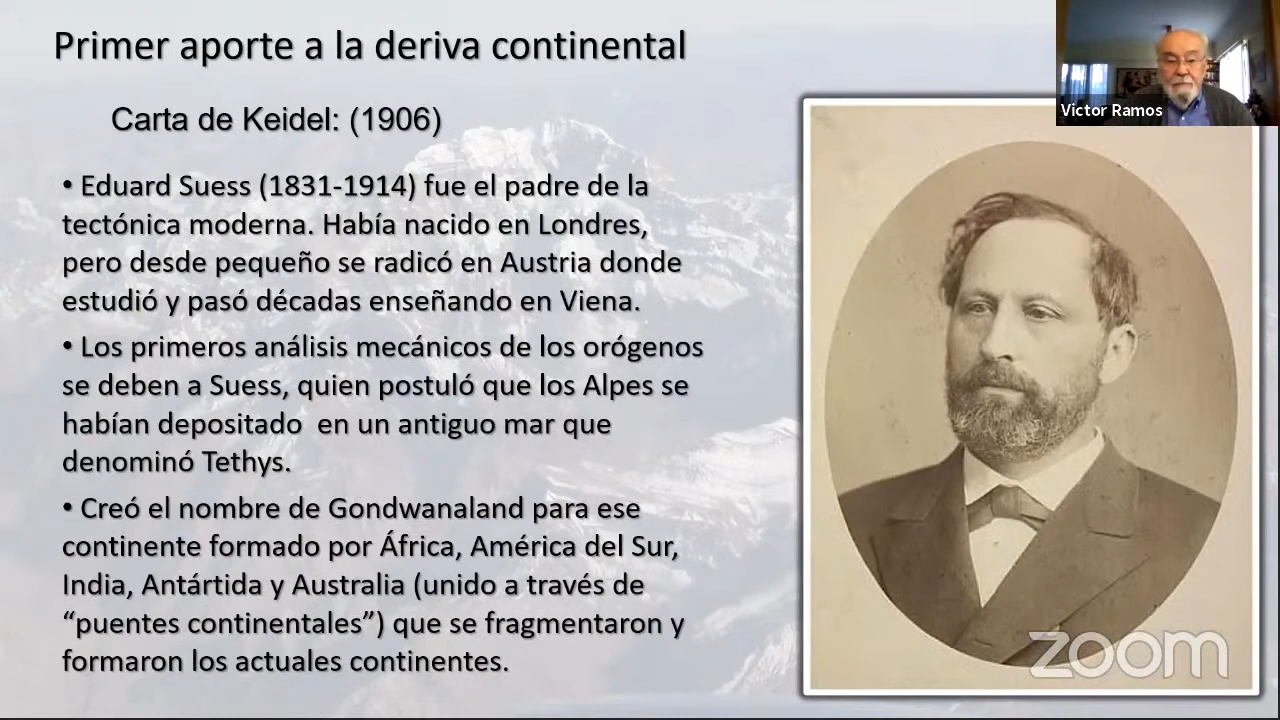 Primer aporte a la deriva continental
Victor Ramos
Carta de Keidel: (1906)
• Eduard Suess (1831-1914) fue el padre de la
tectónica moderna. Había nacido en Londres,
pero desde pequeño se radicó en Austria donde
estudió y pasó décadas enseñando en Viena.
• Los primeros análisis mecánicos de los orógenos
se deben a Suess, quien postuló que los Alpes se
habían depositado  en un antiguo mar que
denominó Tethys.
• Creó el nombre de Gondwanaland para ese
continente formado por África, América del Sur,
India, Antártida y Australia (unido a través de
“puentes continentales”) que se fragmentaron y
formaron los actuales continentes.
zoom